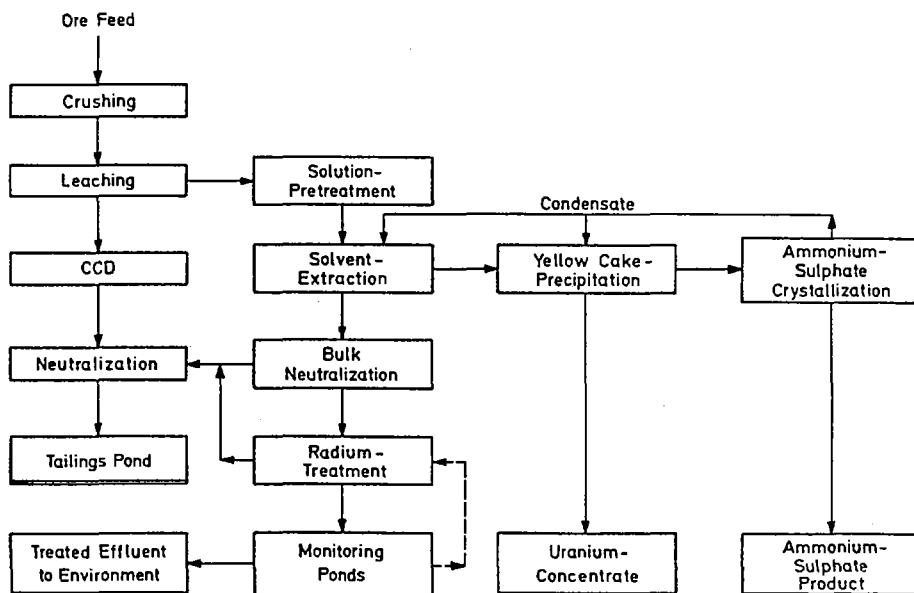 Ore Feed
Crushing
Leaching
Solution-
Pretreatment
Condensate
CCD
Solvent-
Extraction
Yellow Cake-
Precipitation
Ammonium-
Sulphate
Crystallization
Neutralization
Bulk
Neutralization
Tailings Pond
Radium-
Treatment
Treated Effluent
to Environment
Monitoring
Ponds
Uranium-
Concentrate
Ammonium-
Sulphate
Product